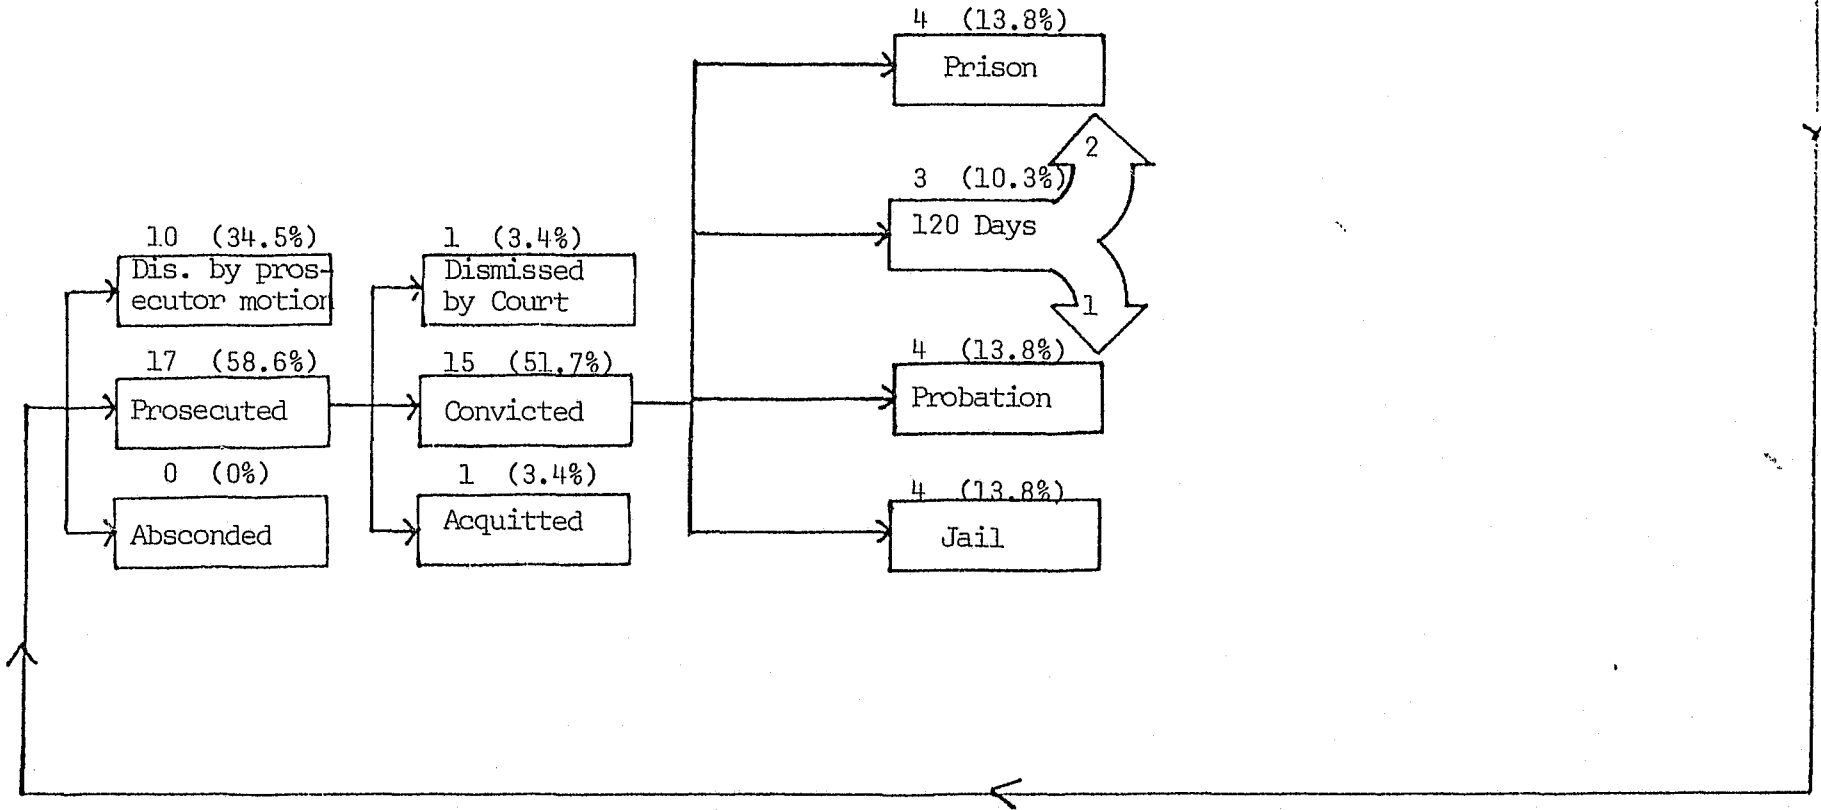 4 (13.8%)
Prison
2
3 (10.3%)
120 Days
1
10 (34.5%)
Dis. by pros-
ecutor motion
1 (3.4%)
Dismissed
by Court
17 (58.6%)
Prosecuted
15 (51.7%)
Convicted
4 (13.8%)
Probation
0 (0%)
Absconded
1 (3.4%)
Acquitted
4 (13.8%)
Jail